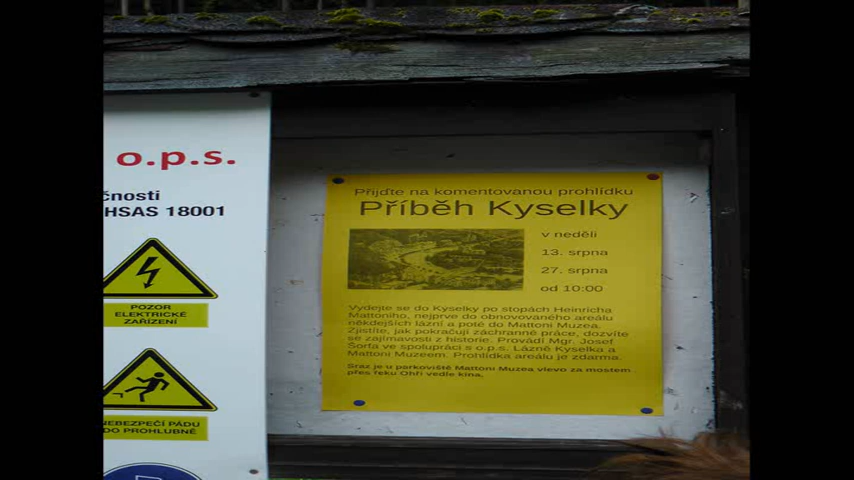 o.p.s.
čnosti
HSAS 18001
POZOR
ELEKTRICKÉ
ZAŘÍZENÍ
NEBEZPEČÍ PÁDU
DO PROHLUBNĚ
Přijďte na komentovanou prohlídku
Příběh Kyselky
v neděli
13. srpna
27. srpna
od 10:00
Vydejte se do Kyselky po stopách Heinricha
Mattoniho, nejprve do obnovovaného areálu
někdejších lázní a poté do Mattoni Muzea.
Zjistíte, jak pokračují záchranné práce, dozvíte
se zajímavosti z historie. Provádí Mgr. Josef
Šorfa ve spolupráci s o.p.s. Lázně Kyselka a
Mattoni Muzeem. Prohlídka areálu je zdarma.
Sraz je u parkoviště Mattoni Muzea vlevo za mostem
přes řeku Ohři vedle kina.